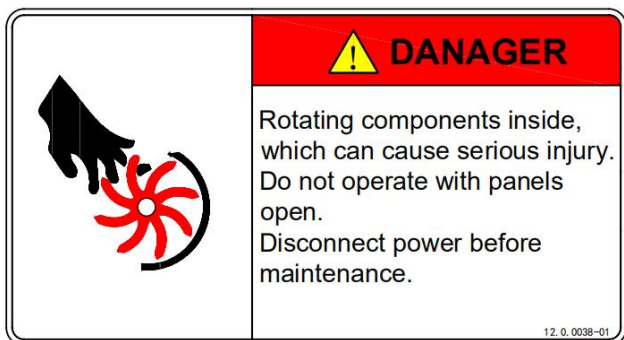 DANAGER
Rotating components inside,
which can cause serious injury.
Do not operate with panels
open.
Disconnect power before
maintenance.
12.0.0038-01